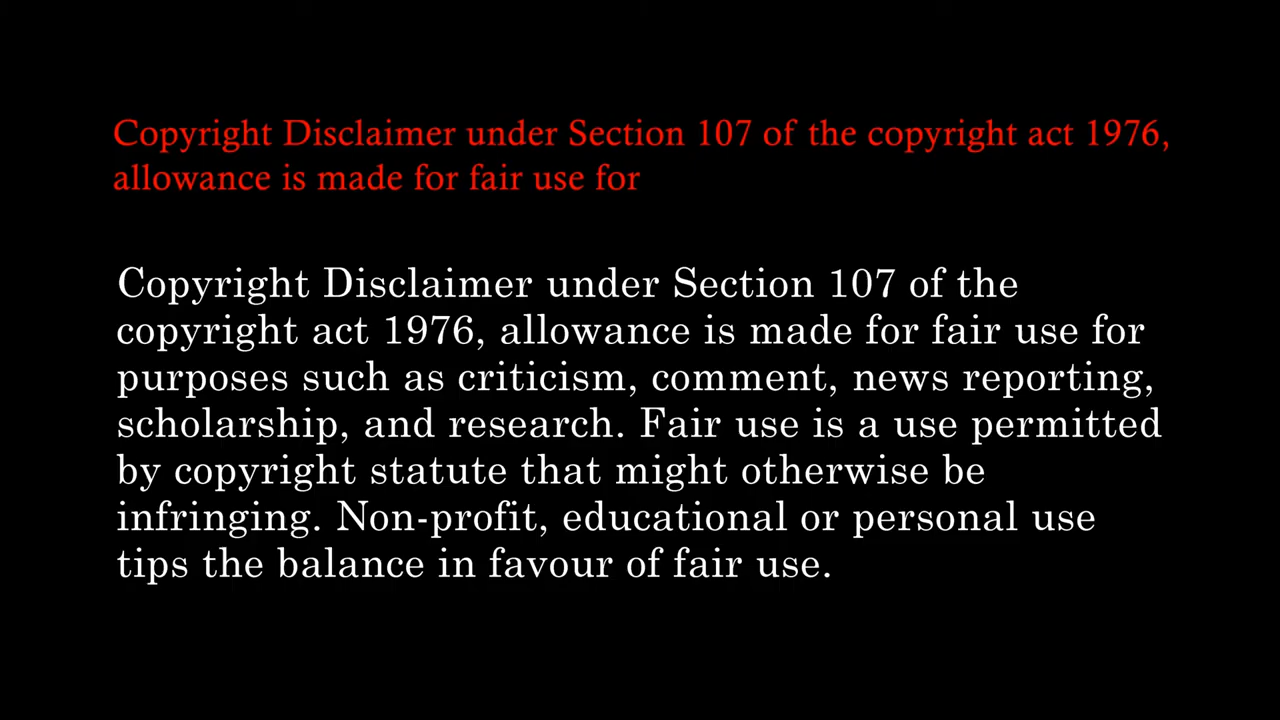 Copyright Disclaimer under Section 107 of the copyright act 1976,
allowance is made for fair use for
Copyright Disclaimer under Section 107 of the
copyright act 1976, allowance is made for fair use for
purposes such as criticism, comment, news reporting,
scholarship, and research. Fair use is a use permitted
by copyright statute that might otherwise be
infringing. Non-profit, educational or personal use
tips the balance in favour of fair use.